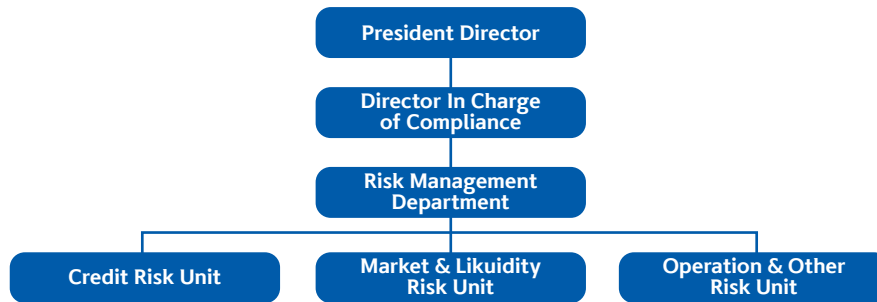 President Director
Director In Charge
of Compliance
Risk Management
Department
Credit Risk Unit
Market & Likuidity
Risk Unit
Operation & Other
Risk Unit